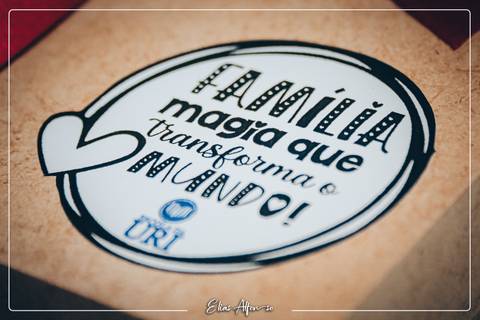 FAMÍLIA
magia que
transforma o
MUNDO!
URI
Elias Alfonso